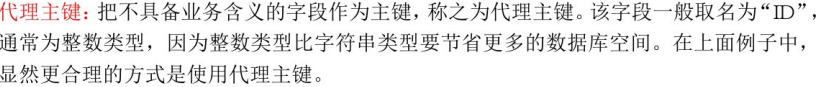 代理主键：把不具备业务含义的字段作为主键，称之为代理主键。该字段一般取名为“ID”，
通常为整数类型，因为整数类型比字符串类型要节省更多的数据库空间。在上面例子中，
显然更合理的方式是使用代理主键。